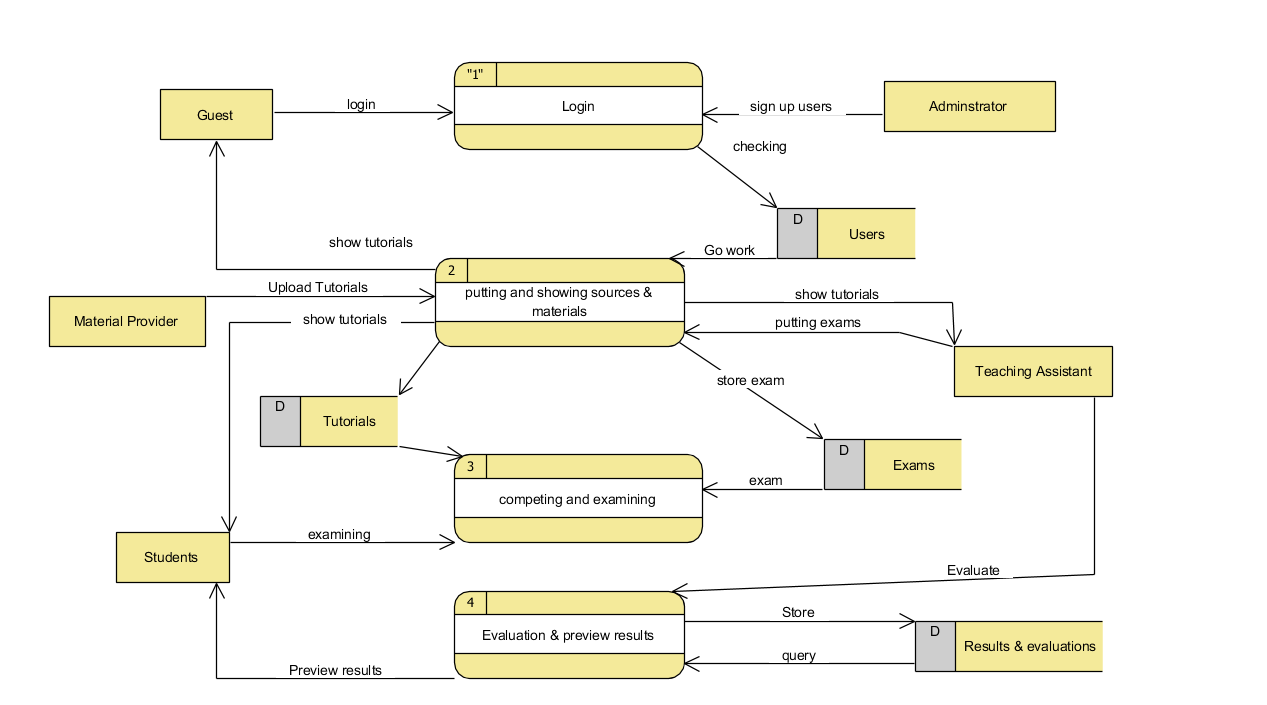 "1"
login
Guest
Login
sign up users
Adminstrator
checking
D
Users
show tutorials
Go work
2
Upload Tutorials
putting and showing sources &
materials
show tutorials
Material Provider
show tutorials
putting exams
Teaching Assistant
store exam
D
Tutorials
D
Exams
3
exam
competing and examining
examining
Students
Evaluate
4
Store
D
Evaluation & preview results
Results & evaluations
query
Preview results